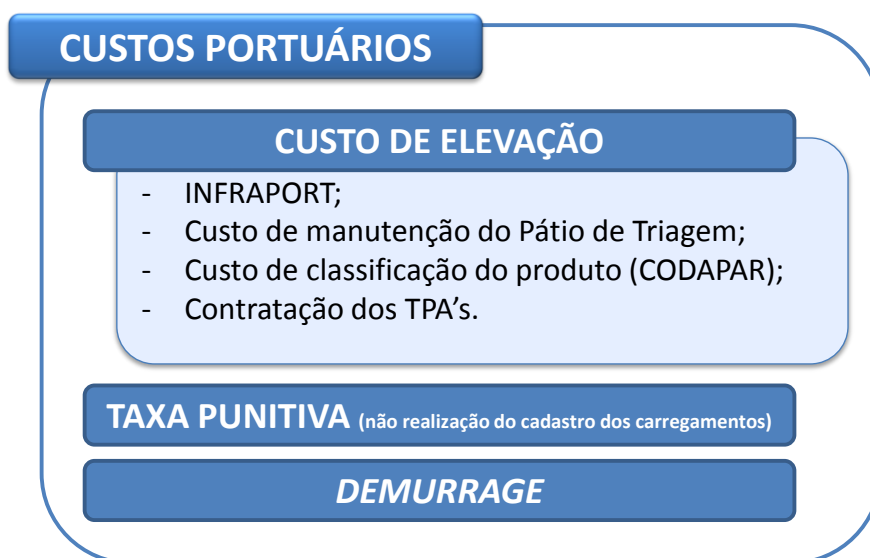 CUSTOS PORTUÁRIOS
CUSTO DE ELEVAÇÃO
- INFRAPORT;
- Custo de manutenção do Pátio de Triagem;
- Custo de classificação do produto (CODAPAR);
- Contratação dos TPA’s.
TAXA PUNITIVA (não realização do cadastro dos carregamentos)
DEMURRAGE